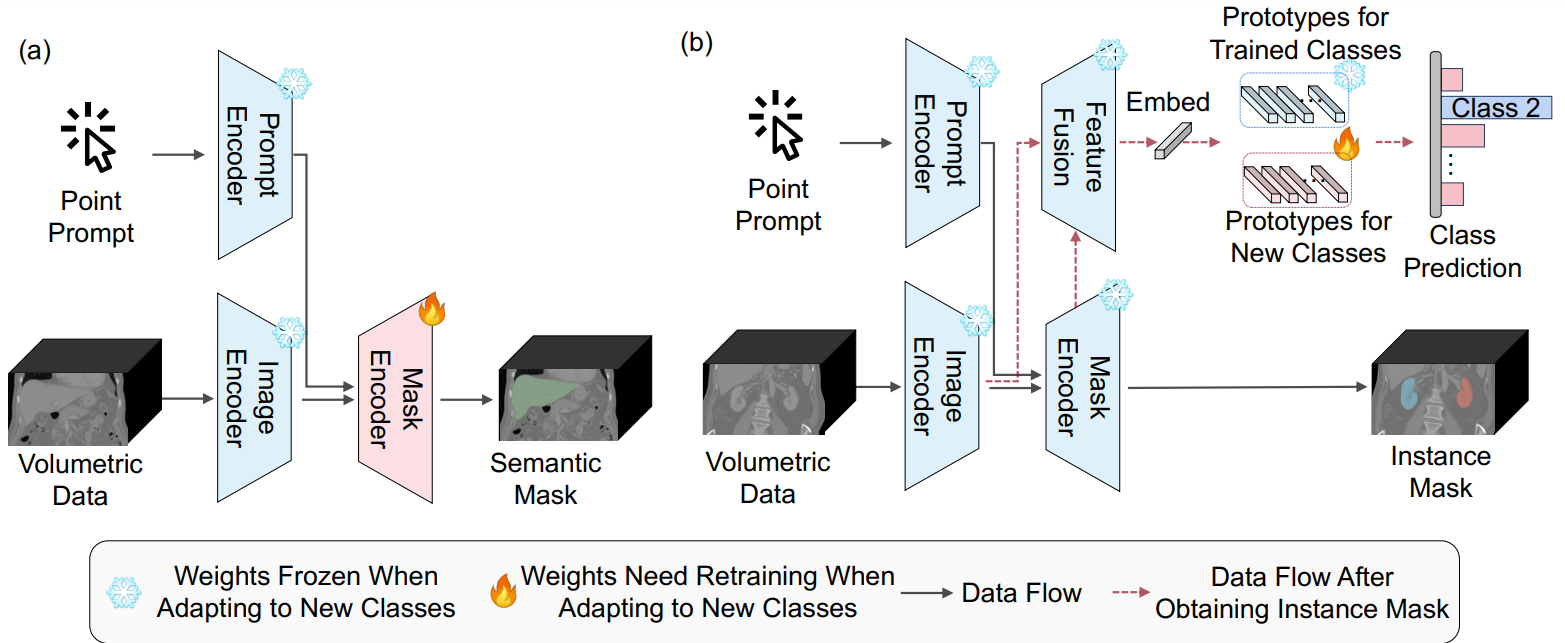 (a)
Point
Prompt
Prompt
Encoder
Volumetric
Data
Image
Encoder
Mask
Encoder
Semantic
Mask
(b)
Point
Prompt
Prompt
Encoder
Feature
Fusion
Embed
Prototypes for
Trained Classes
Prototypes for
New Classes
Class 2
Class
Prediction
Volumetric
Data
Image
Encoder
Mask
Encoder
Instance
Mask
Weights Frozen When
Adapting to New Classes
Weights Need Retraining When
Adapting to New Classes
Data Flow
Data Flow After
Obtaining Instance Mask